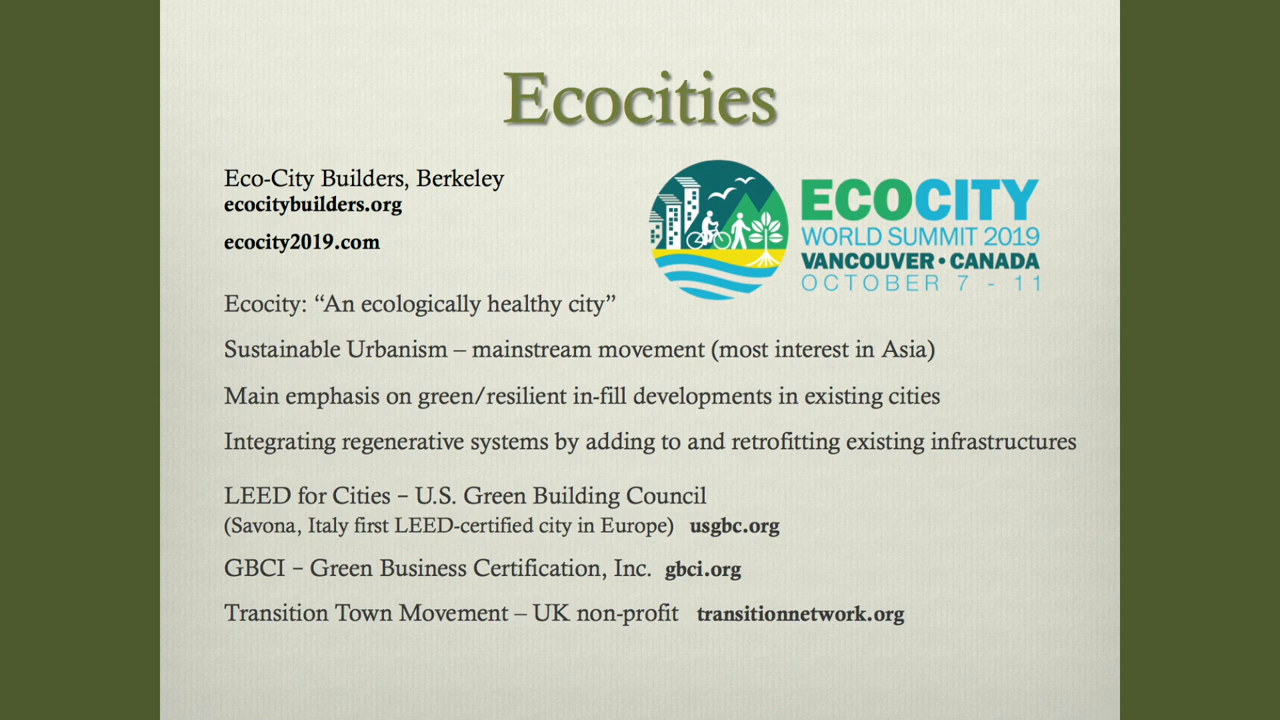 Ecocities
Eco-City Builders, Berkeley
ecocitybuilders.org
ecocity2019.com
ECOCITY
WORLD SUMMIT 2019
VANCOUVER • CANADA
OCTOBER 7 - 11
Ecocity: “An ecologically healthy city”
Sustainable Urbanism – mainstream movement (most interest in Asia)
Main emphasis on green/resilient in-fill developments in existing cities
Integrating regenerative systems by adding to and retrofitting existing infrastructures
LEED for Cities – U.S. Green Building Council
(Savona, Italy first LEED-certified city in Europe) usgbc.org
GBCI – Green Business Certification, Inc. gbci.org
Transition Town Movement – UK non-profit transitionnetwork.org